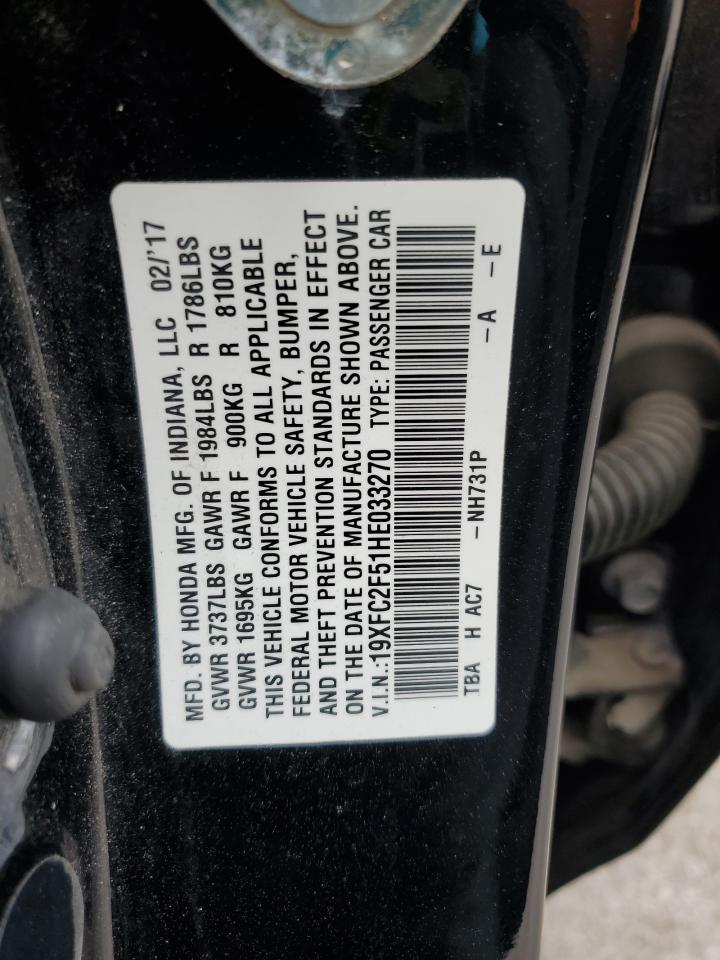 MFD. BY HONDA MFG. OF INDIANA, LLC 02/'17
GVWR 3737LBS GAWR F 1984LBS R 1786LBS
GVWR 1695KG GAWR F 900KG R 810KG
THIS VEHICLE CONFORMS TO ALL APPLICABLE
FEDERAL MOTOR VEHICLE SAFETY, BUMPER,
AND THEFT PREVENTION STANDARDS IN EFFECT
ON THE DATE OF MANUFACTURE SHOWN ABOVE.
V.I.N.:19XFC2F51HE033270 TYPE: PASSENGER CAR
TBA H AC7 -NH731P -A -E